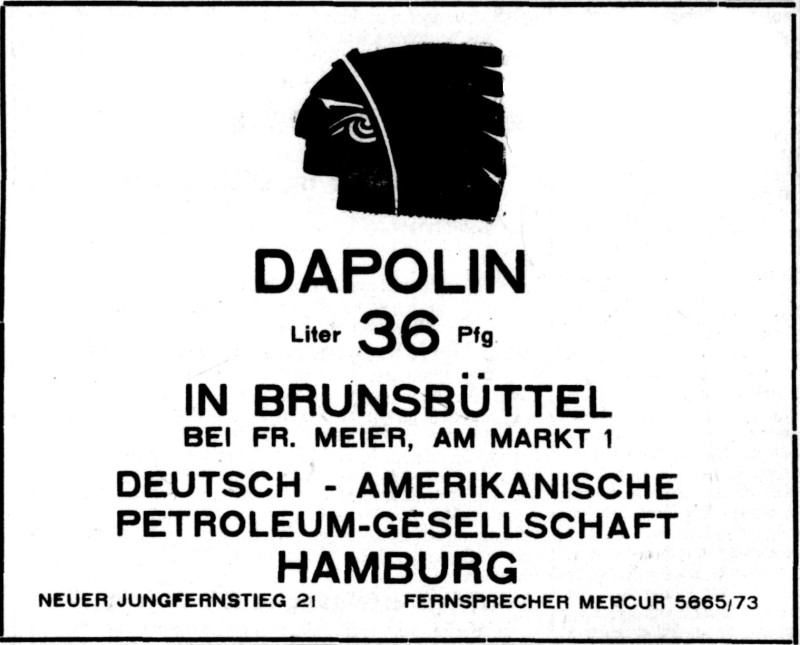 DAPOLIN
Liter 36 Pfg
IN BRUNSBÜTTEL
BEI FR. MEIER, AM MARKT 1
DEUTSCH - AMERIKANISCHE
PETROLEUM-GESELLSCHAFT
HAMBURG
NEUER JUNGFERNSTIEG 21 FERNSPRECHER MERCUR 5665/73